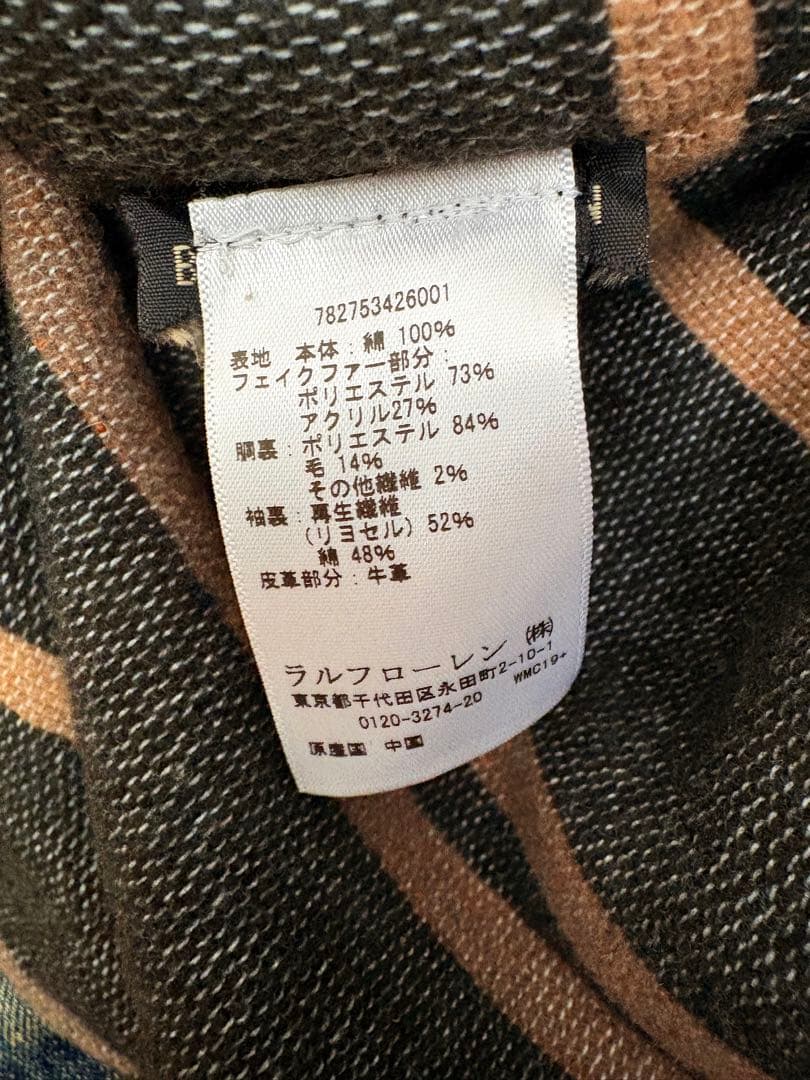 782753426001
表地 本体：綿 100%
フェイクファー部分：
ポリエステル 73%
アクリル27%
胴裏：ポリエステル 84%
毛 14%
その他繊維 2%
袖裏：再生繊維
(リヨセル) 52%
綿 48%
皮革部分：牛革
ラルフローレン ㈱
東京都千代田区永田町2-10-1
0120-3274-20 WMC19+
原産国 中国